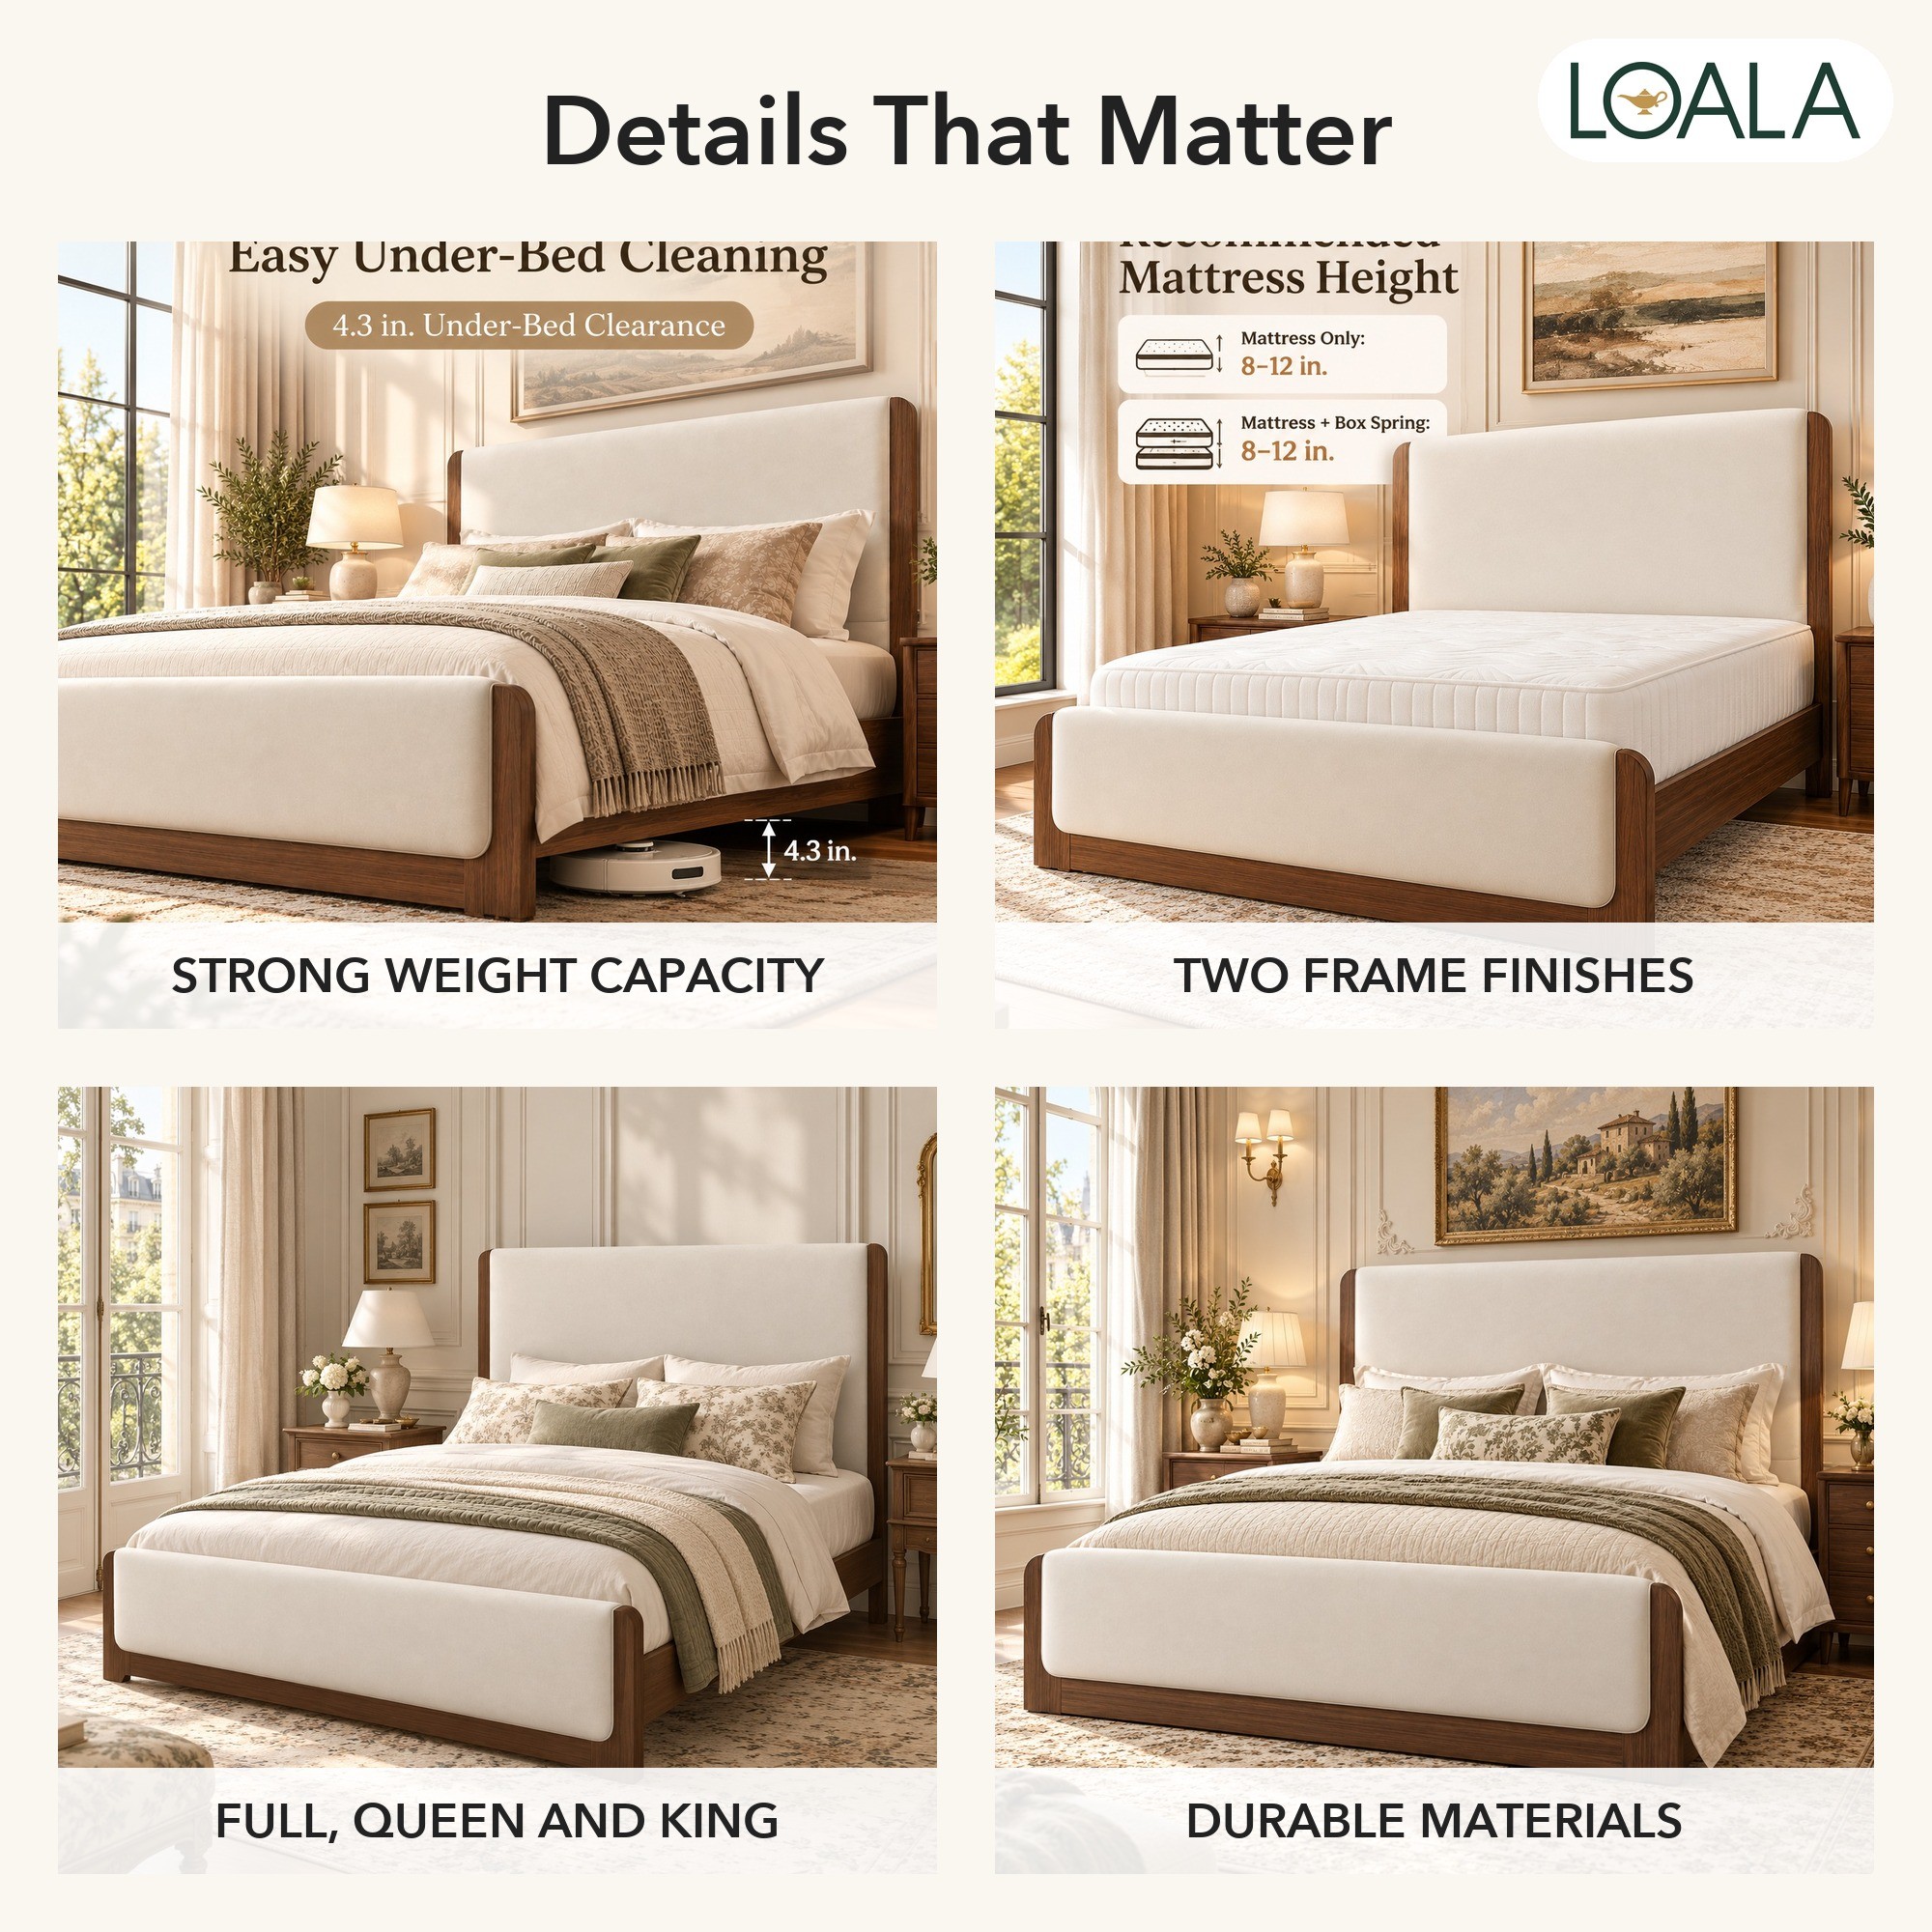 LOALA
Details That Matter
Easy Under-Bed Cleaning
4.3 in. Under-Bed Clearance
4.3 in.
STRONG WEIGHT CAPACITY
Recommended
Mattress Height
Mattress Only:
8–12 in.
Mattress + Box Spring:
8–12 in.
TWO FRAME FINISHES
FULL, QUEEN AND KING
DURABLE MATERIALS